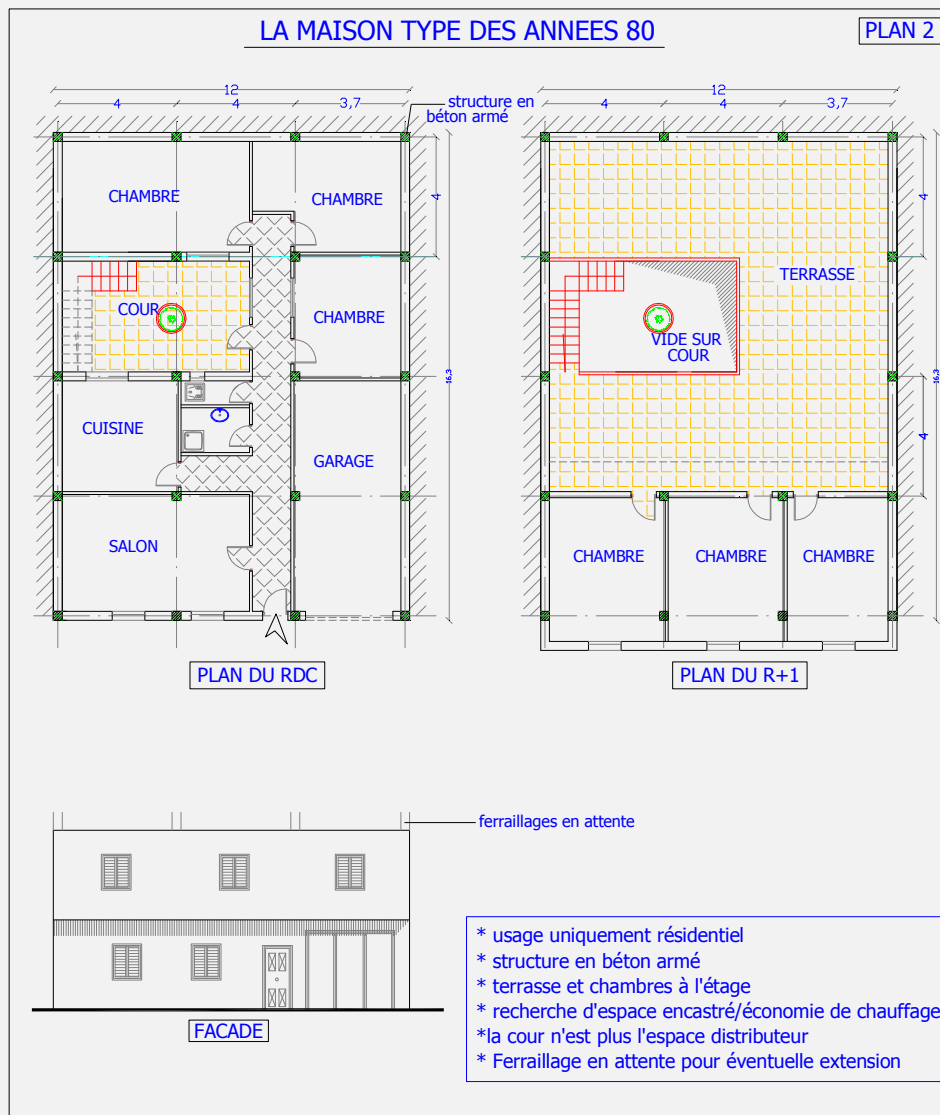 LA MAISON TYPE DES ANNEES 80
PLAN 2
12
4
4
3,7
structure en
béton armé
12
4
4
3,7
CHAMBRE
CHAMBRE
4
COUR
CHAMBRE
16,3
CUISINE
GARAGE
SALON
PLAN DU RDC
4
TERRASSE
VIDE SUR
COUR
16,3
4
CHAMBRE
CHAMBRE
CHAMBRE
PLAN DU R+1
ferraillages en attente
FACADE
* usage uniquement résidentiel
* structure en béton armé
* terrasse et chambres à l'étage
* recherche d'espace encastré/économie de chauffage
*la cour n'est plus l'espace distributeur
* Ferraillage en attente pour éventuelle extension